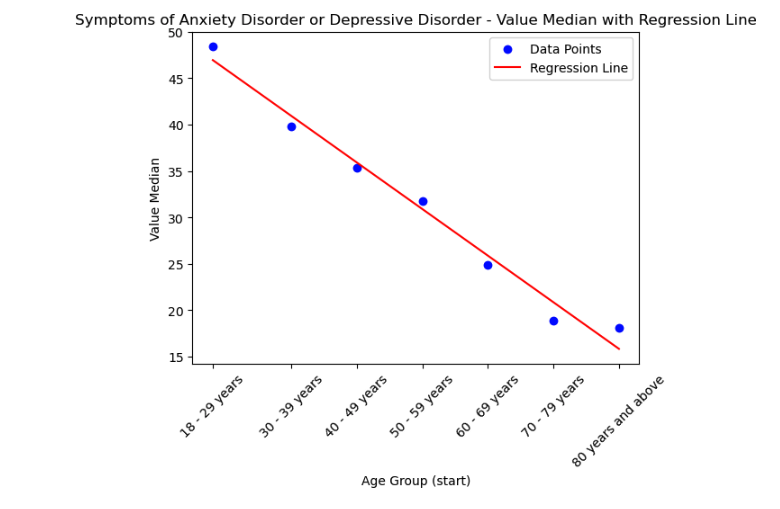 Symptoms of Anxiety Disorder or Depressive Disorder - Value Median with Regression Line
50
45
40
35
30
25
20
15
Value Median
Data Points
Regression Line
18 - 29 years
30 - 39 years
40 - 49 years
50 - 59 years
60 - 69 years
70 - 79 years
80 years and above
Age Group (start)